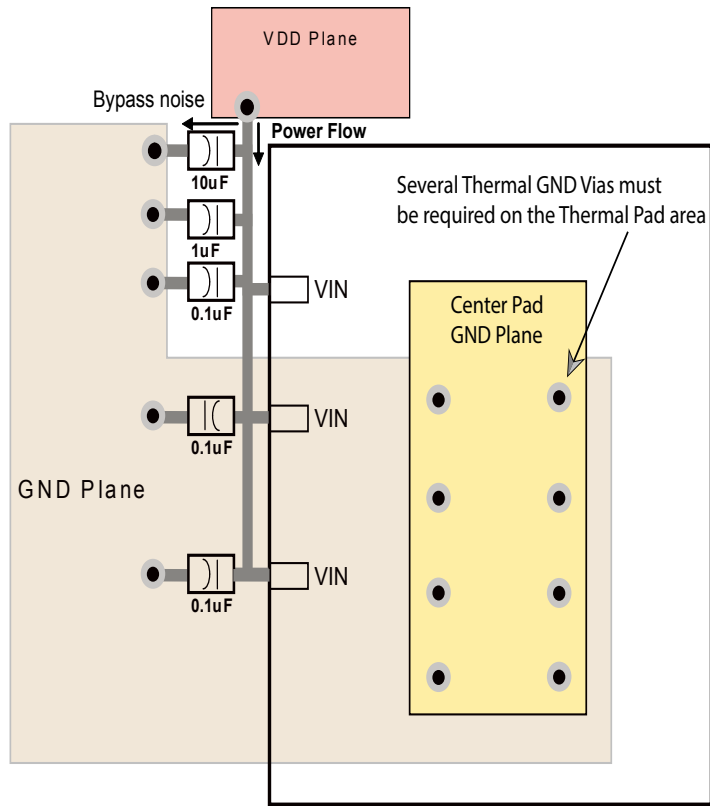 VDD Plane
Bypass noise
Power Flow
10uF
Several Thermal GND Vias must
be required on the Thermal Pad area
1uF
VIN
0.1uF
Center Pad
GND Plane
VIN
0.1uF
GND Plane
VIN
0.1uF